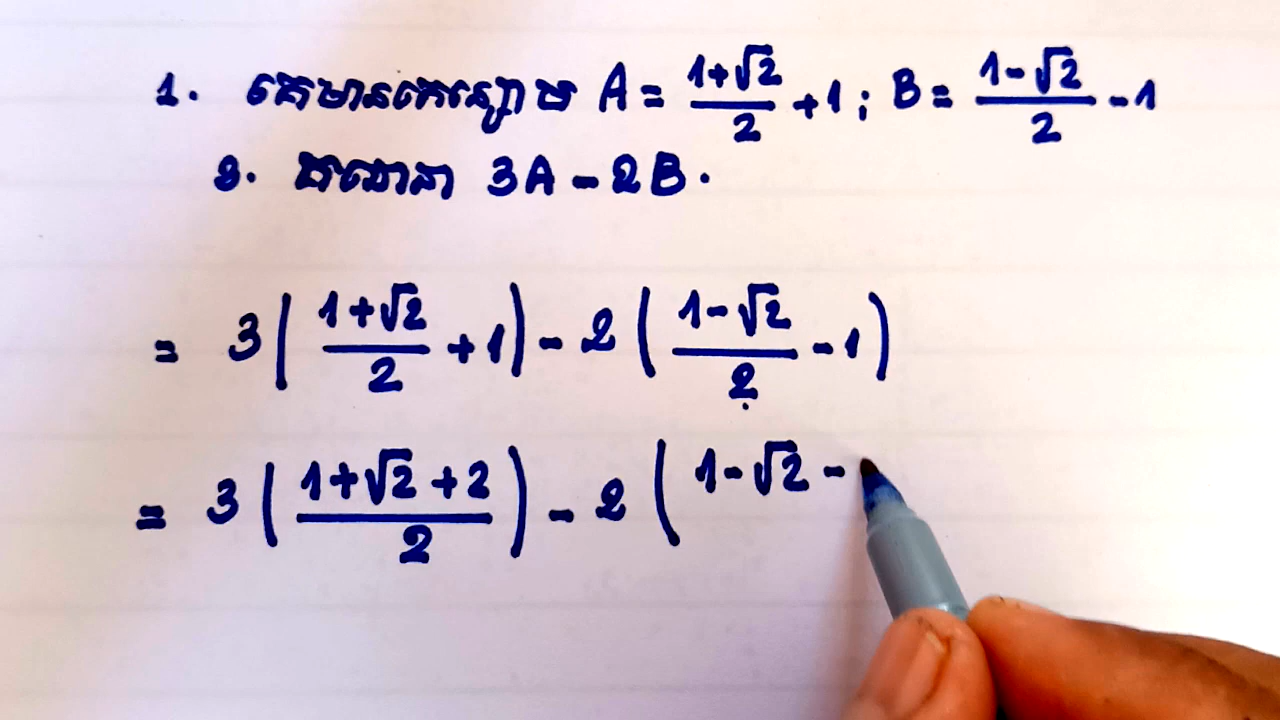 1. គេមានកន្សោម A = (1+√2)/2 + 1 ; B = (1-√2)/2 - 1
ខ. គណនា 3A - 2B.
= 3( (1+√2)/2 + 1 ) - 2( (1-√2)/2 - 1 )
= 3( (1+√2+2)/2 ) - 2( 1-√2 -